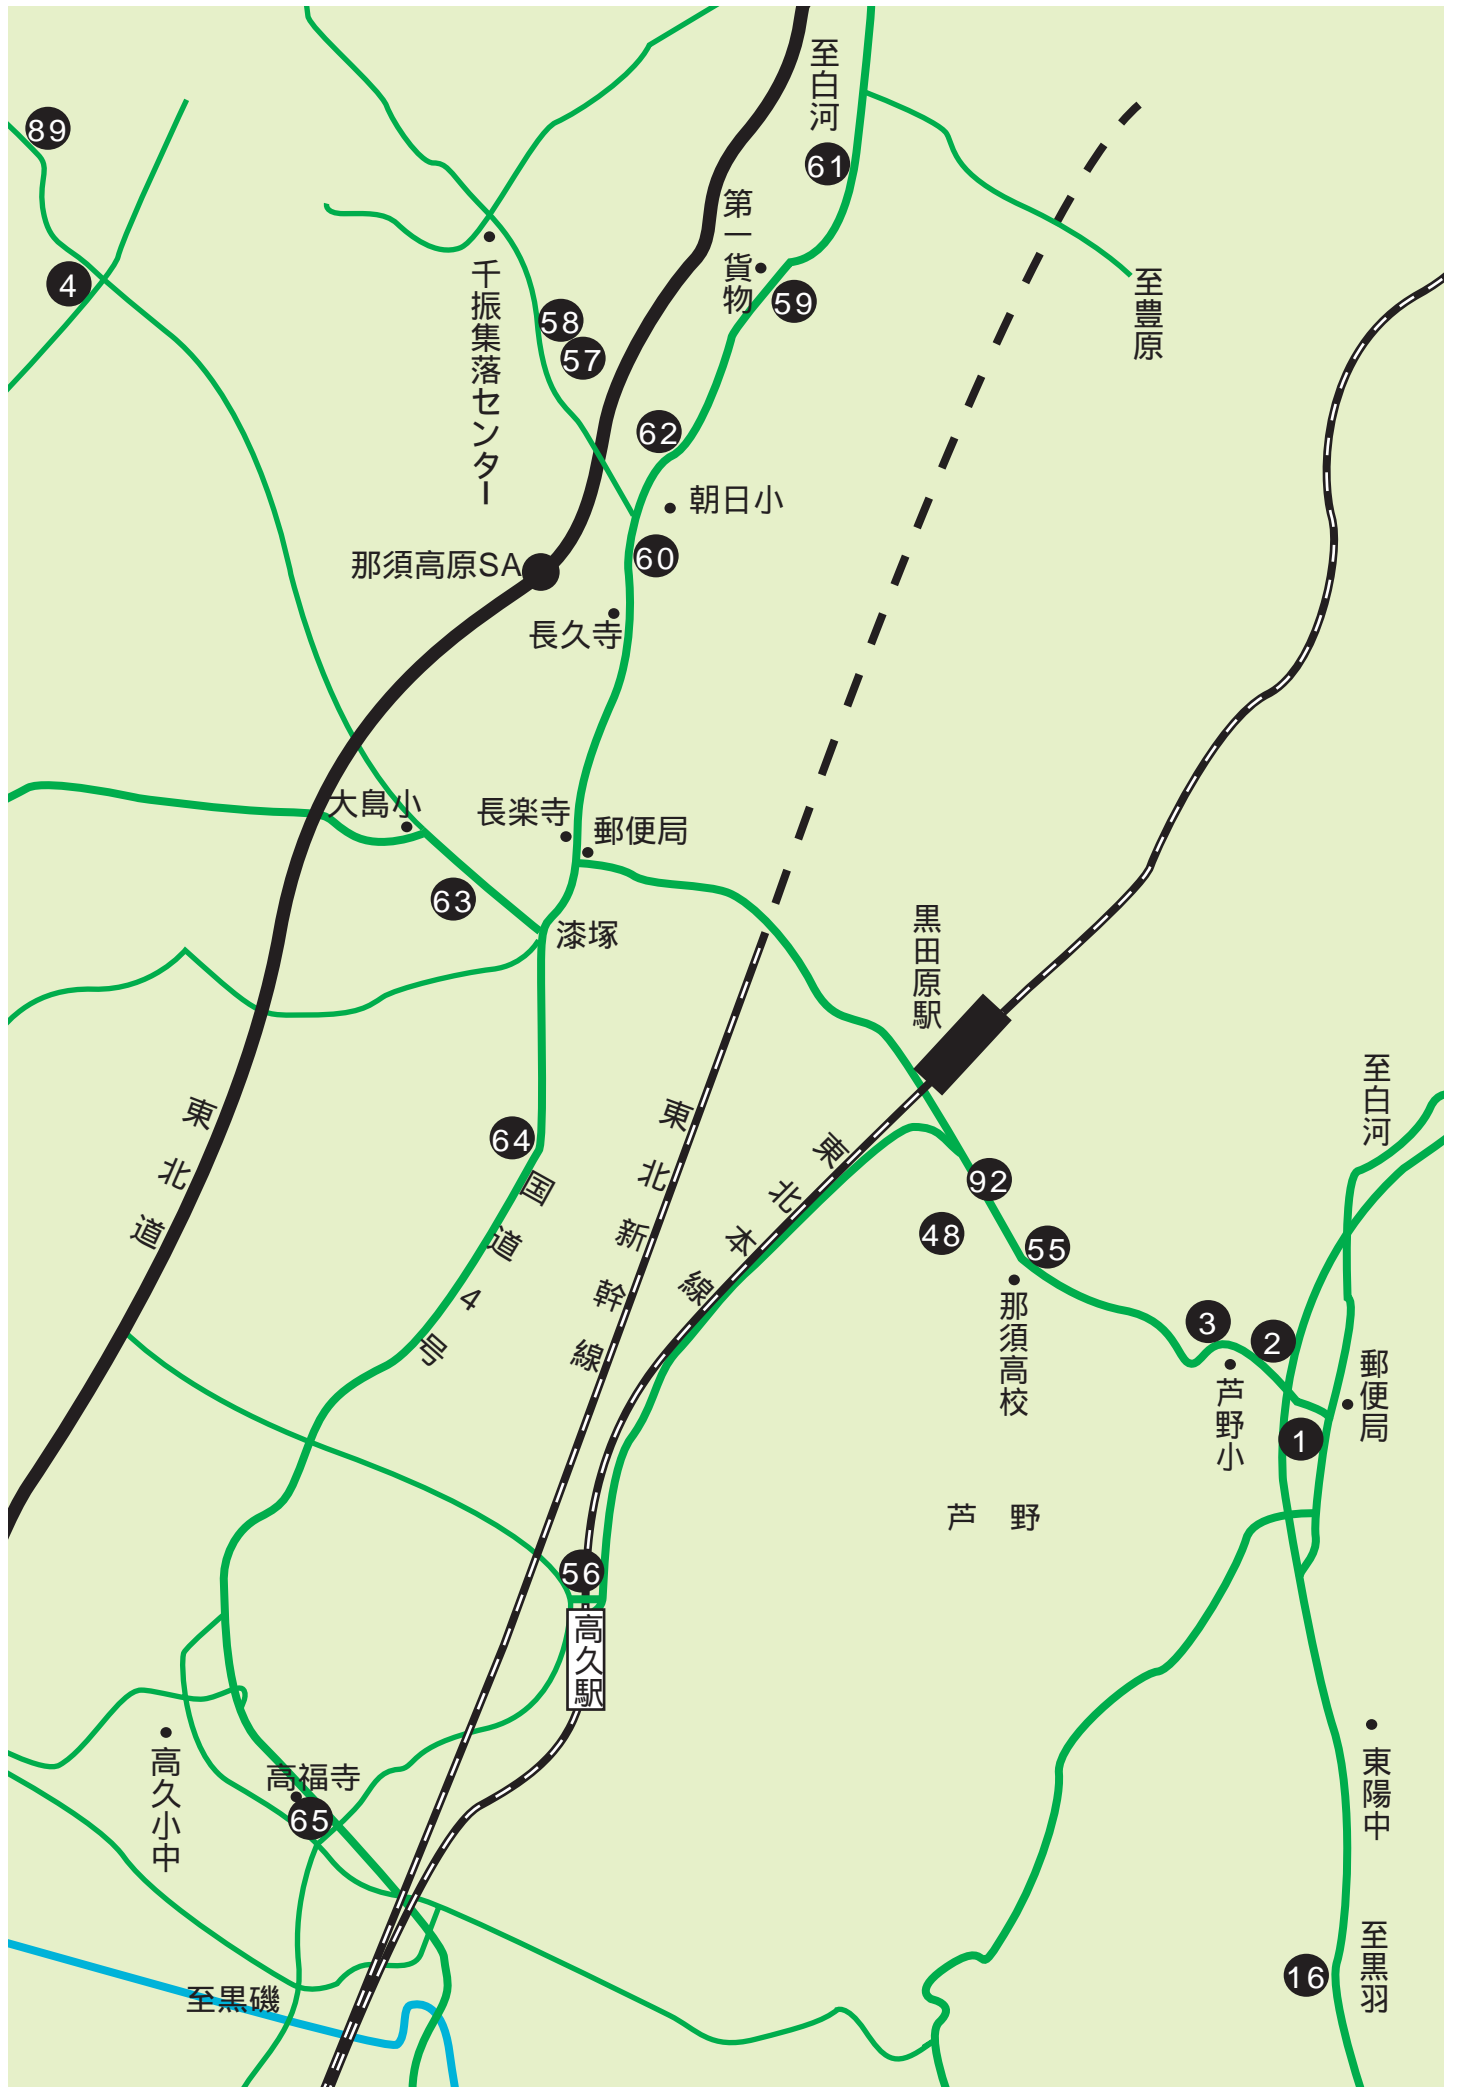 至白河
89
61
第一貨物
4
千振集落センター
59
至豊原
58
57
62
朝日小
那須高原SA
60
長久寺
大島小
長楽寺
郵便局
63
漆塚
黒田原駅
至白河
東北道
64
国道4号
東北新幹線
東北本線
92
48
55
那須高校
3
2
芦野小
郵便局
1
芦 野
56
高久駅
高久小中
高福寺
65
東陽中
至黒羽
16
至黒磯